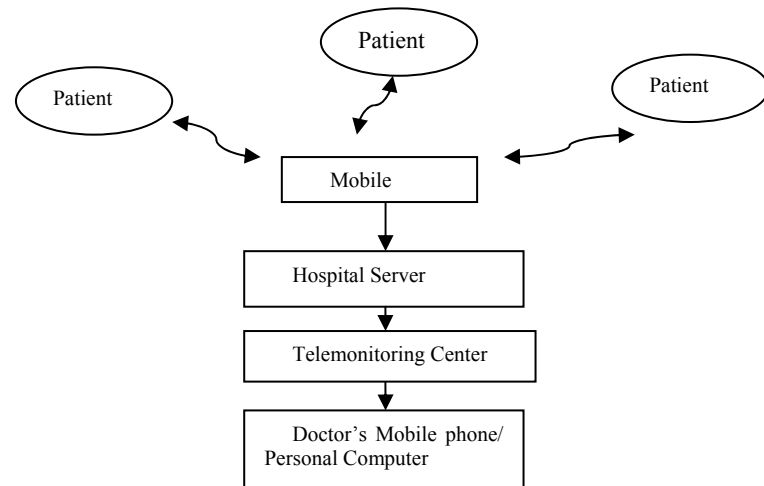 Patient
Patient
Patient
Mobile
Hospital Server
Telemonitoring Center
Doctor’s Mobile phone/
Personal Computer